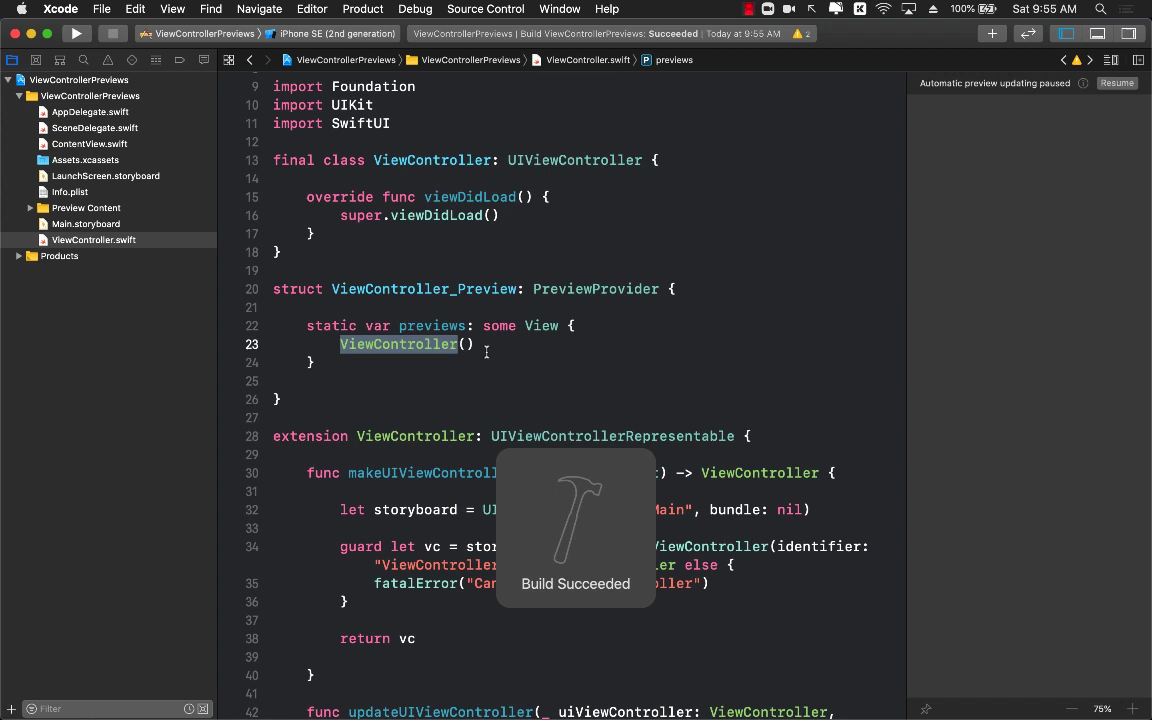 Xcode File Edit View Find Navigate Editor Product Debug Source Control Window Help 100% Sat 9:55 AM
ViewControllerPreviews iPhone SE (2nd generation) ViewControllerPreviews | Build ViewControllerPreviews: Succeeded | Today at 9:55 AM 2
ViewControllerPreviews ViewControllerPreviews ViewController.swift P previews
ViewControllerPreviews
ViewControllerPreviews
AppDelegate.swift
SceneDelegate.swift
ContentView.swift
Assets.xcassets
LaunchScreen.storyboard
Info.plist
Preview Content
Main.storyboard
ViewController.swift
Products
Filter
9 import Foundation
10 import UIKit
11 import SwiftUI
12
13 final class ViewController: UIViewController {
14
15 override func viewDidLoad() {
16 super.viewDidLoad()
17 }
18 }
19
20 struct ViewController_Preview: PreviewProvider {
21
22 static var previews: some View {
23 ViewController()
24 }
25
26 }
27
28 extension ViewController: UIViewControllerRepresentable {
29
30 func makeUIViewControll t) -> ViewController {
31
32 let storyboard = UI Main", bundle: nil)
33
34 guard let vc = stor ViewController(identifier:
"ViewController ler else {
35 fatalError("Can oller")
36 }
37
38 return vc
39
40 }
41
42 func updateUIViewController(_ uiViewController: ViewController,
Build Succeeded
Automatic preview updating paused Resume
75%